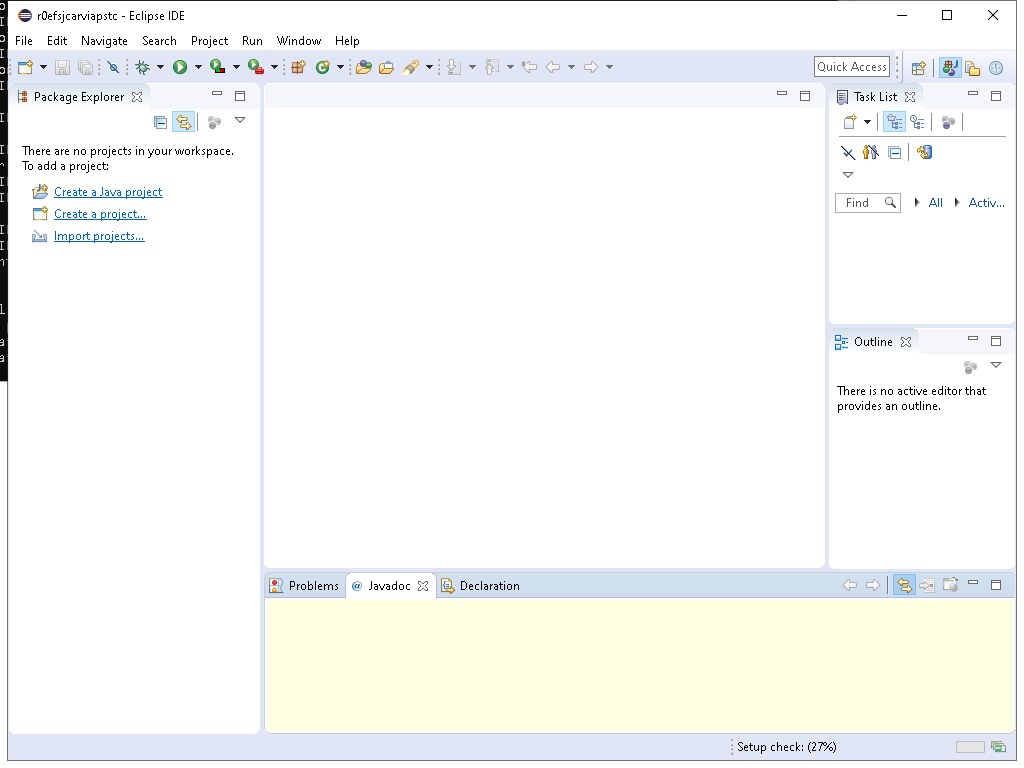 r0efsjcarviapstc - Eclipse IDE
File Edit Navigate Search Project Run Window Help
Quick Access
Package Explorer
Task List
There are no projects in your workspace.
To add a project:
Create a Java project
Create a project...
Import projects...
Find
All
Activ...
Outline
There is no active editor that
provides an outline.
Problems
@ Javadoc
Declaration
Setup check: (27%)